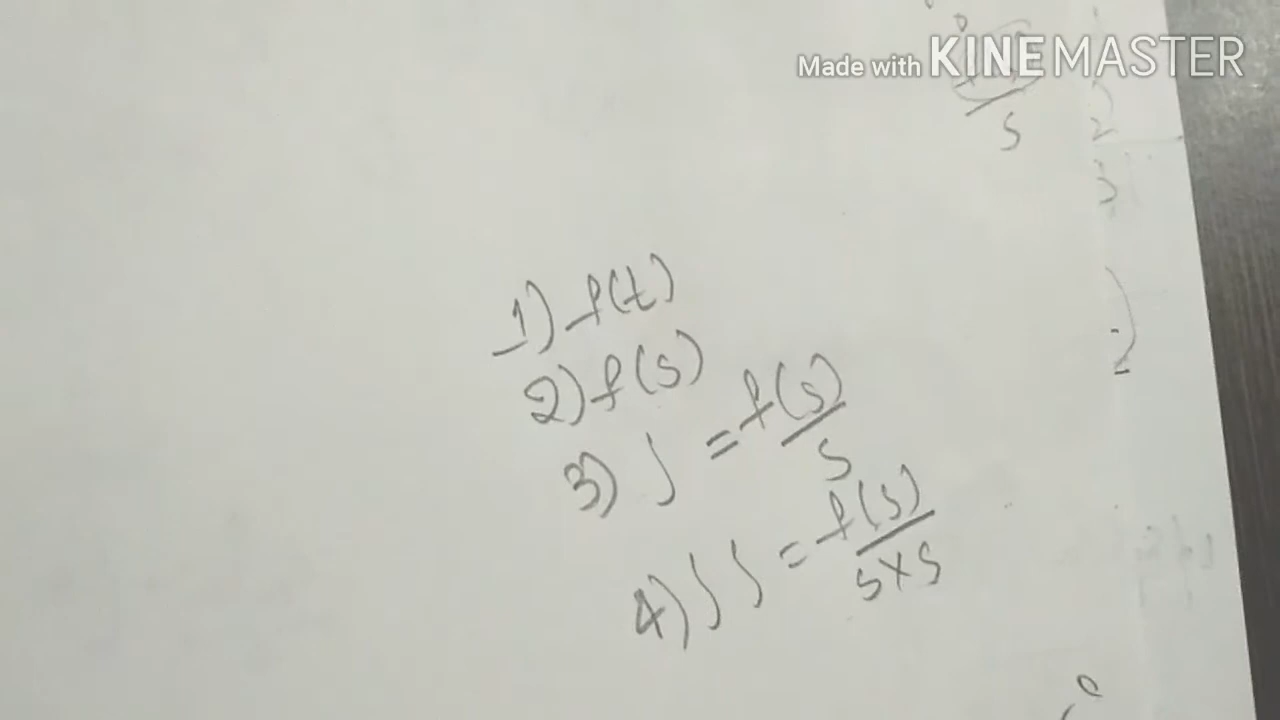 Made with KINEMASTER
S
1) f(t)
2) f(s)
3) ∫ = f(s)/s
4) ∫∫ = f(s)/s×s